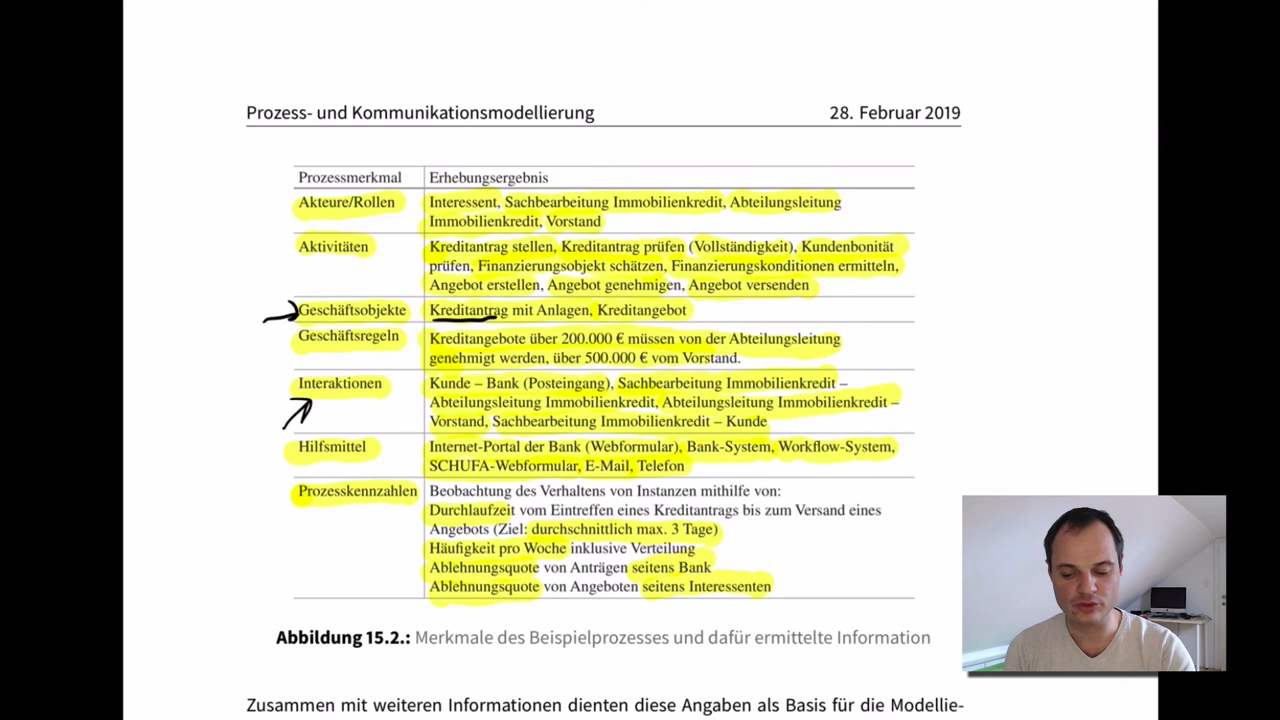 Prozess- und Kommunikationsmodellierung 28. Februar 2019
Prozessmerkmal Erhebungsergebnis
Akteure/Rollen Interessent, Sachbearbeitung Immobilienkredit, Abteilungsleitung
Immobilienkredit, Vorstand
Aktivitäten Kreditantrag stellen, Kreditantrag prüfen (Vollständigkeit), Kundenbonität
prüfen, Finanzierungsobjekt schätzen, Finanzierungskonditionen ermitteln,
Angebot erstellen, Angebot genehmigen, Angebot versenden
Geschäftsobjekte Kreditantrag mit Anlagen, Kreditangebot
Geschäftsregeln Kreditangebote über 200.000 € müssen von der Abteilungsleitung
genehmigt werden, über 500.000 € vom Vorstand.
Interaktionen Kunde – Bank (Posteingang), Sachbearbeitung Immobilienkredit –
Abteilungsleitung Immobilienkredit, Abteilungsleitung Immobilienkredit –
Vorstand, Sachbearbeitung Immobilienkredit – Kunde
Hilfsmittel Internet-Portal der Bank (Webformular), Bank-System, Workflow-System,
SCHUFA-Webformular, E-Mail, Telefon
Prozesskennzahlen Beobachtung des Verhaltens von Instanzen mithilfe von:
Durchlaufzeit vom Eintreffen eines Kreditantrags bis zum Versand eines
Angebots (Ziel: durchschnittlich max. 3 Tage)
Häufigkeit pro Woche inklusive Verteilung
Ablehnungsquote von Anträgen seitens Bank
Ablehnungsquote von Angeboten seitens Interessenten
Abbildung 15.2.: Merkmale des Beispielprozesses und dafür ermittelte Information
Zusammen mit weiteren Informationen dienten diese Angaben als Basis für die Modellie-